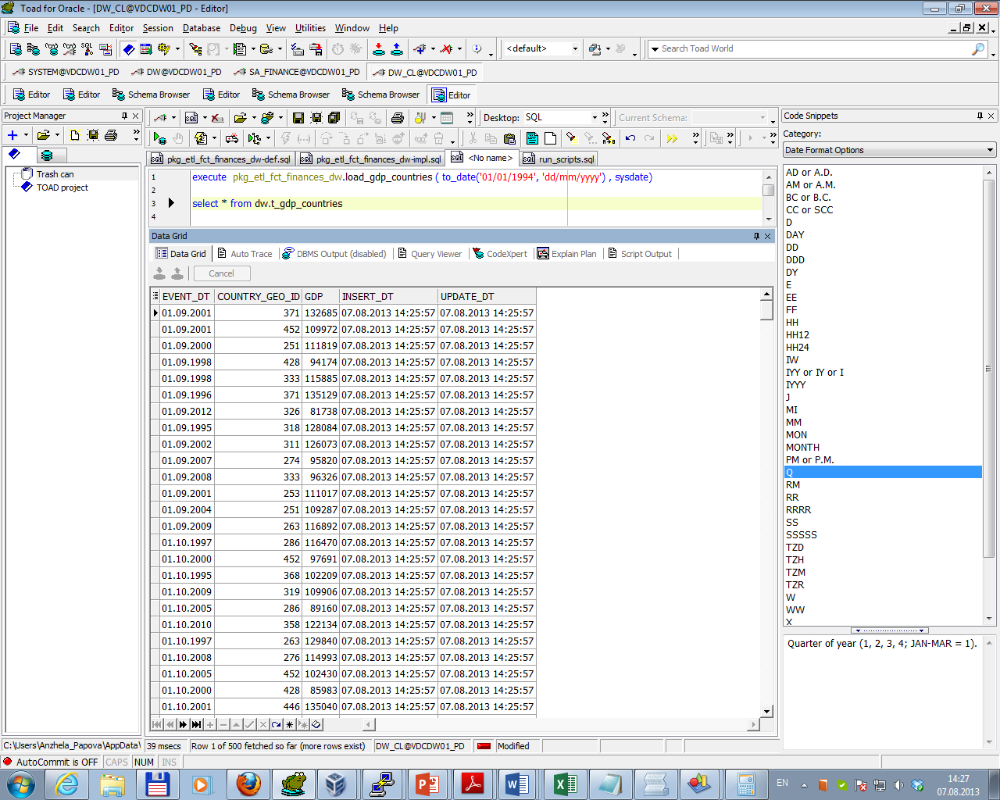 Toad for Oracle - [DW_CL@VDCDW01_PD - Editor]
File Edit Search Editor Session Database Debug View Utilities Window Help
<default> Search Toad World
SYSTEM@VDCDW01_PD DW@VDCDW01_PD SA_FINANCE@VDCDW01_PD DW_CL@VDCDW01_PD
Editor Editor Schema Browser Editor Schema Browser Schema Browser Editor
Project Manager
Trash can
TOAD project
Desktop: SQL Current Schema:
pkg_etl_fct_finances_dw-def.sql pkg_etl_fct_finances_dw-impl.sql <No name> run_scripts.sql
1 execute pkg_etl_fct_finances_dw.load_gdp_countries ( to_date('01/01/1994', 'dd/mm/yyyy') , sysdate)
2
3 select * from dw.t_gdp_countries
4
Data Grid
Data Grid Auto Trace DBMS Output (disabled) Query Viewer CodeXpert Explain Plan Script Output
Cancel
EVENT_DT COUNTRY_GEO_ID GDP INSERT_DT UPDATE_DT
01.09.2001 371 132685 07.08.2013 14:25:57 07.08.2013 14:25:57
01.09.2001 452 109972 07.08.2013 14:25:57 07.08.2013 14:25:57
01.09.2000 251 111819 07.08.2013 14:25:57 07.08.2013 14:25:57
01.09.1998 428 94174 07.08.2013 14:25:57 07.08.2013 14:25:57
01.09.1998 333 115885 07.08.2013 14:25:57 07.08.2013 14:25:57
01.09.1996 371 135129 07.08.2013 14:25:57 07.08.2013 14:25:57
01.09.2012 326 81738 07.08.2013 14:25:57 07.08.2013 14:25:57
01.09.1995 318 128084 07.08.2013 14:25:57 07.08.2013 14:25:57
01.09.2002 311 126073 07.08.2013 14:25:57 07.08.2013 14:25:57
01.09.2007 274 95820 07.08.2013 14:25:57 07.08.2013 14:25:57
01.09.2008 333 96326 07.08.2013 14:25:57 07.08.2013 14:25:57
01.09.2001 253 111017 07.08.2013 14:25:57 07.08.2013 14:25:57
01.09.2004 251 109287 07.08.2013 14:25:57 07.08.2013 14:25:57
01.09.2009 263 116892 07.08.2013 14:25:57 07.08.2013 14:25:57
01.10.1997 286 116470 07.08.2013 14:25:57 07.08.2013 14:25:57
01.10.2000 452 97691 07.08.2013 14:25:57 07.08.2013 14:25:57
01.10.1995 368 102209 07.08.2013 14:25:57 07.08.2013 14:25:57
01.10.2009 319 109906 07.08.2013 14:25:57 07.08.2013 14:25:57
01.10.2005 286 89160 07.08.2013 14:25:57 07.08.2013 14:25:57
01.10.2010 358 122134 07.08.2013 14:25:57 07.08.2013 14:25:57
01.10.1997 263 129840 07.08.2013 14:25:57 07.08.2013 14:25:57
01.10.2008 276 114993 07.08.2013 14:25:57 07.08.2013 14:25:57
01.10.2005 452 102430 07.08.2013 14:25:57 07.08.2013 14:25:57
01.10.2000 428 85983 07.08.2013 14:25:57 07.08.2013 14:25:57
01.10.2001 446 135040 07.08.2013 14:25:57 07.08.2013 14:25:57
Code Snippets
Category:
Date Format Options
AD or A.D.
AM or A.M.
BC or B.C.
CC or SCC
D
DAY
DD
DDD
DY
E
EE
FF
HH
HH12
HH24
IW
IYY or IY or I
IYYY
J
MI
MM
MON
MONTH
PM or P.M.
Q
RM
RR
RRRR
SS
SSSSS
TZD
TZH
TZM
TZR
W
WW
X
Quarter of year (1, 2, 3, 4; JAN-MAR = 1).
C:\Users\Anzhela_Papova\AppData\ 39 msecs Row 1 of 500 fetched so far (more rows exist) DW_CL@VDCDW01_PD Modified
AutoCommit is OFF CAPS NUM INS
EN 14:27
07.08.2013